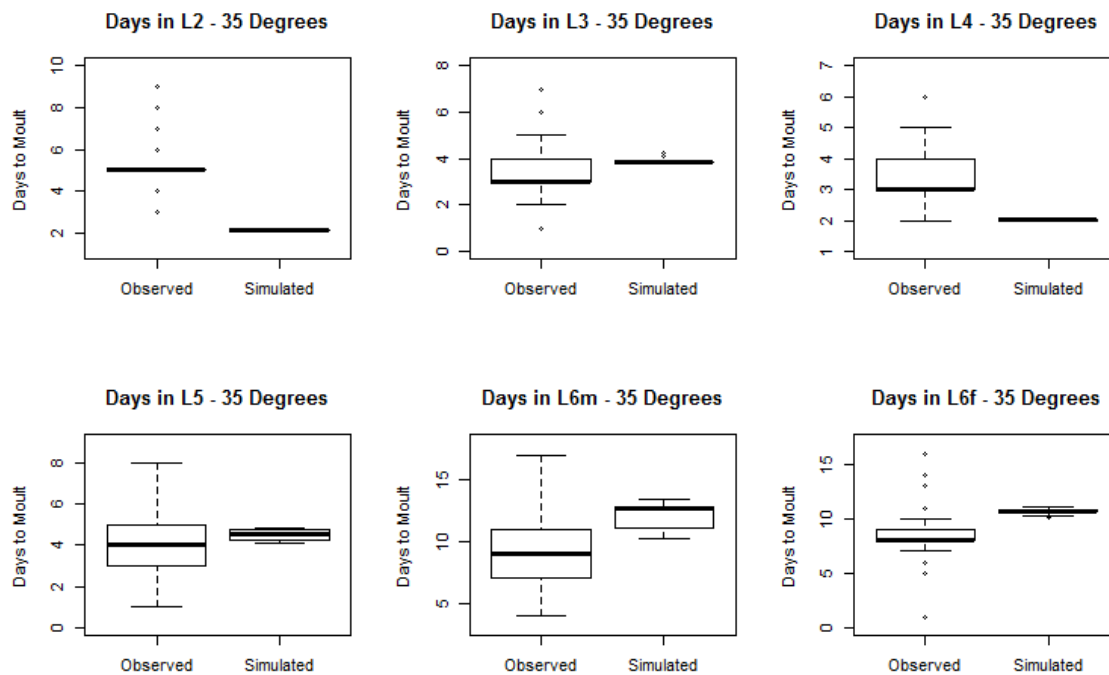 Days in L2 - 35 Degrees
Days to Moult
10
8
6
4
2
Observed
Simulated
Days in L3 - 35 Degrees
Days to Moult
8
6
4
2
0
Observed
Simulated
Days in L4 - 35 Degrees
Days to Moult
7
6
5
4
3
2
1
Observed
Simulated
Days in L5 - 35 Degrees
Days to Moult
8
6
4
2
0
Observed
Simulated
Days in L6m - 35 Degrees
Days to Moult
15
10
5
Observed
Simulated
Days in L6f - 35 Degrees
Days to Moult
15
10
5
0
Observed
Simulated